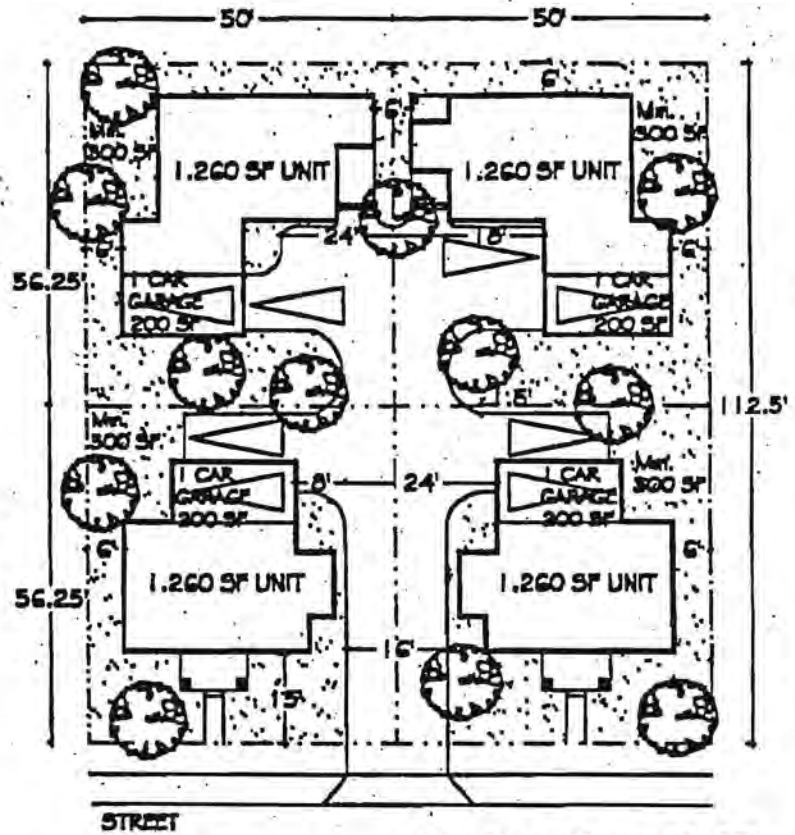 50' 50'
6'
Min.
300 SF
6'
Min.
300 SF
1,260 SF UNIT
1,260 SF UNIT
24'
8'
6'
6'
56.25'
1 CAR
GARAGE
200 SF
1 CAR
GARAGE
200 SF
8'
112.5'
Min.
300 SF
1 CAR
GARAGE
200 SF
8'
24'
1 CAR
GARAGE
200 SF
Min.
300 SF
6'
6'
56.25'
1,260 SF UNIT
1,260 SF UNIT
16'
15'
STREET